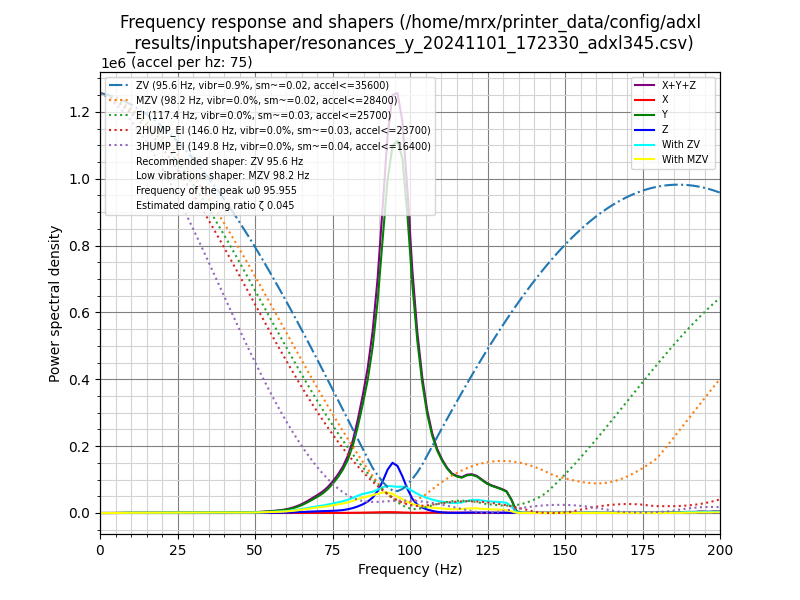 Frequency response and shapers (/home/mrx/printer_data/config/adxl
_results/inputshaper/resonances_y_20241101_172330_adxl345.csv)
1e6 (accel per hz: 75)
ZV (95.6 Hz, vibr=0.9%, sm~=0.02, accel<=35600)
MZV (98.2 Hz, vibr=0.0%, sm~=0.02, accel<=28400)
EI (117.4 Hz, vibr=0.0%, sm~=0.03, accel<=25700)
2HUMP_EI (146.0 Hz, vibr=0.0%, sm~=0.03, accel<=23700)
3HUMP_EI (149.8 Hz, vibr=0.0%, sm~=0.04, accel<=16400)
Recommended shaper: ZV 95.6 Hz
Low vibrations shaper: MZV 98.2 Hz
Frequency of the peak ω0 95.955
Estimated damping ratio ζ 0.045
X+Y+Z
X
Y
Z
With ZV
With MZV
Power spectral density
1.2
1.0
0.8
0.6
0.4
0.2
0.0
0 25 50 75 100 125 150 175 200
Frequency (Hz)